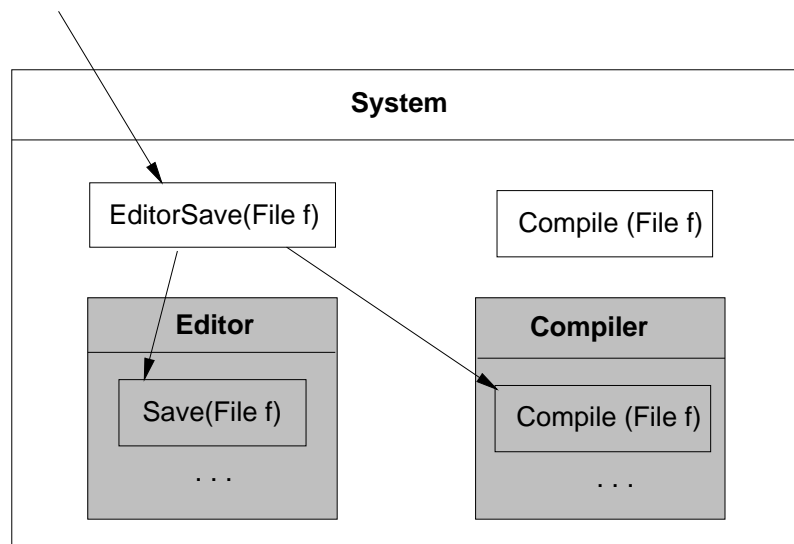 System
EditorSave(File f)
Compile (File f)
Editor
Compiler
Save(File f)
Compile (File f)
. . .
. . .